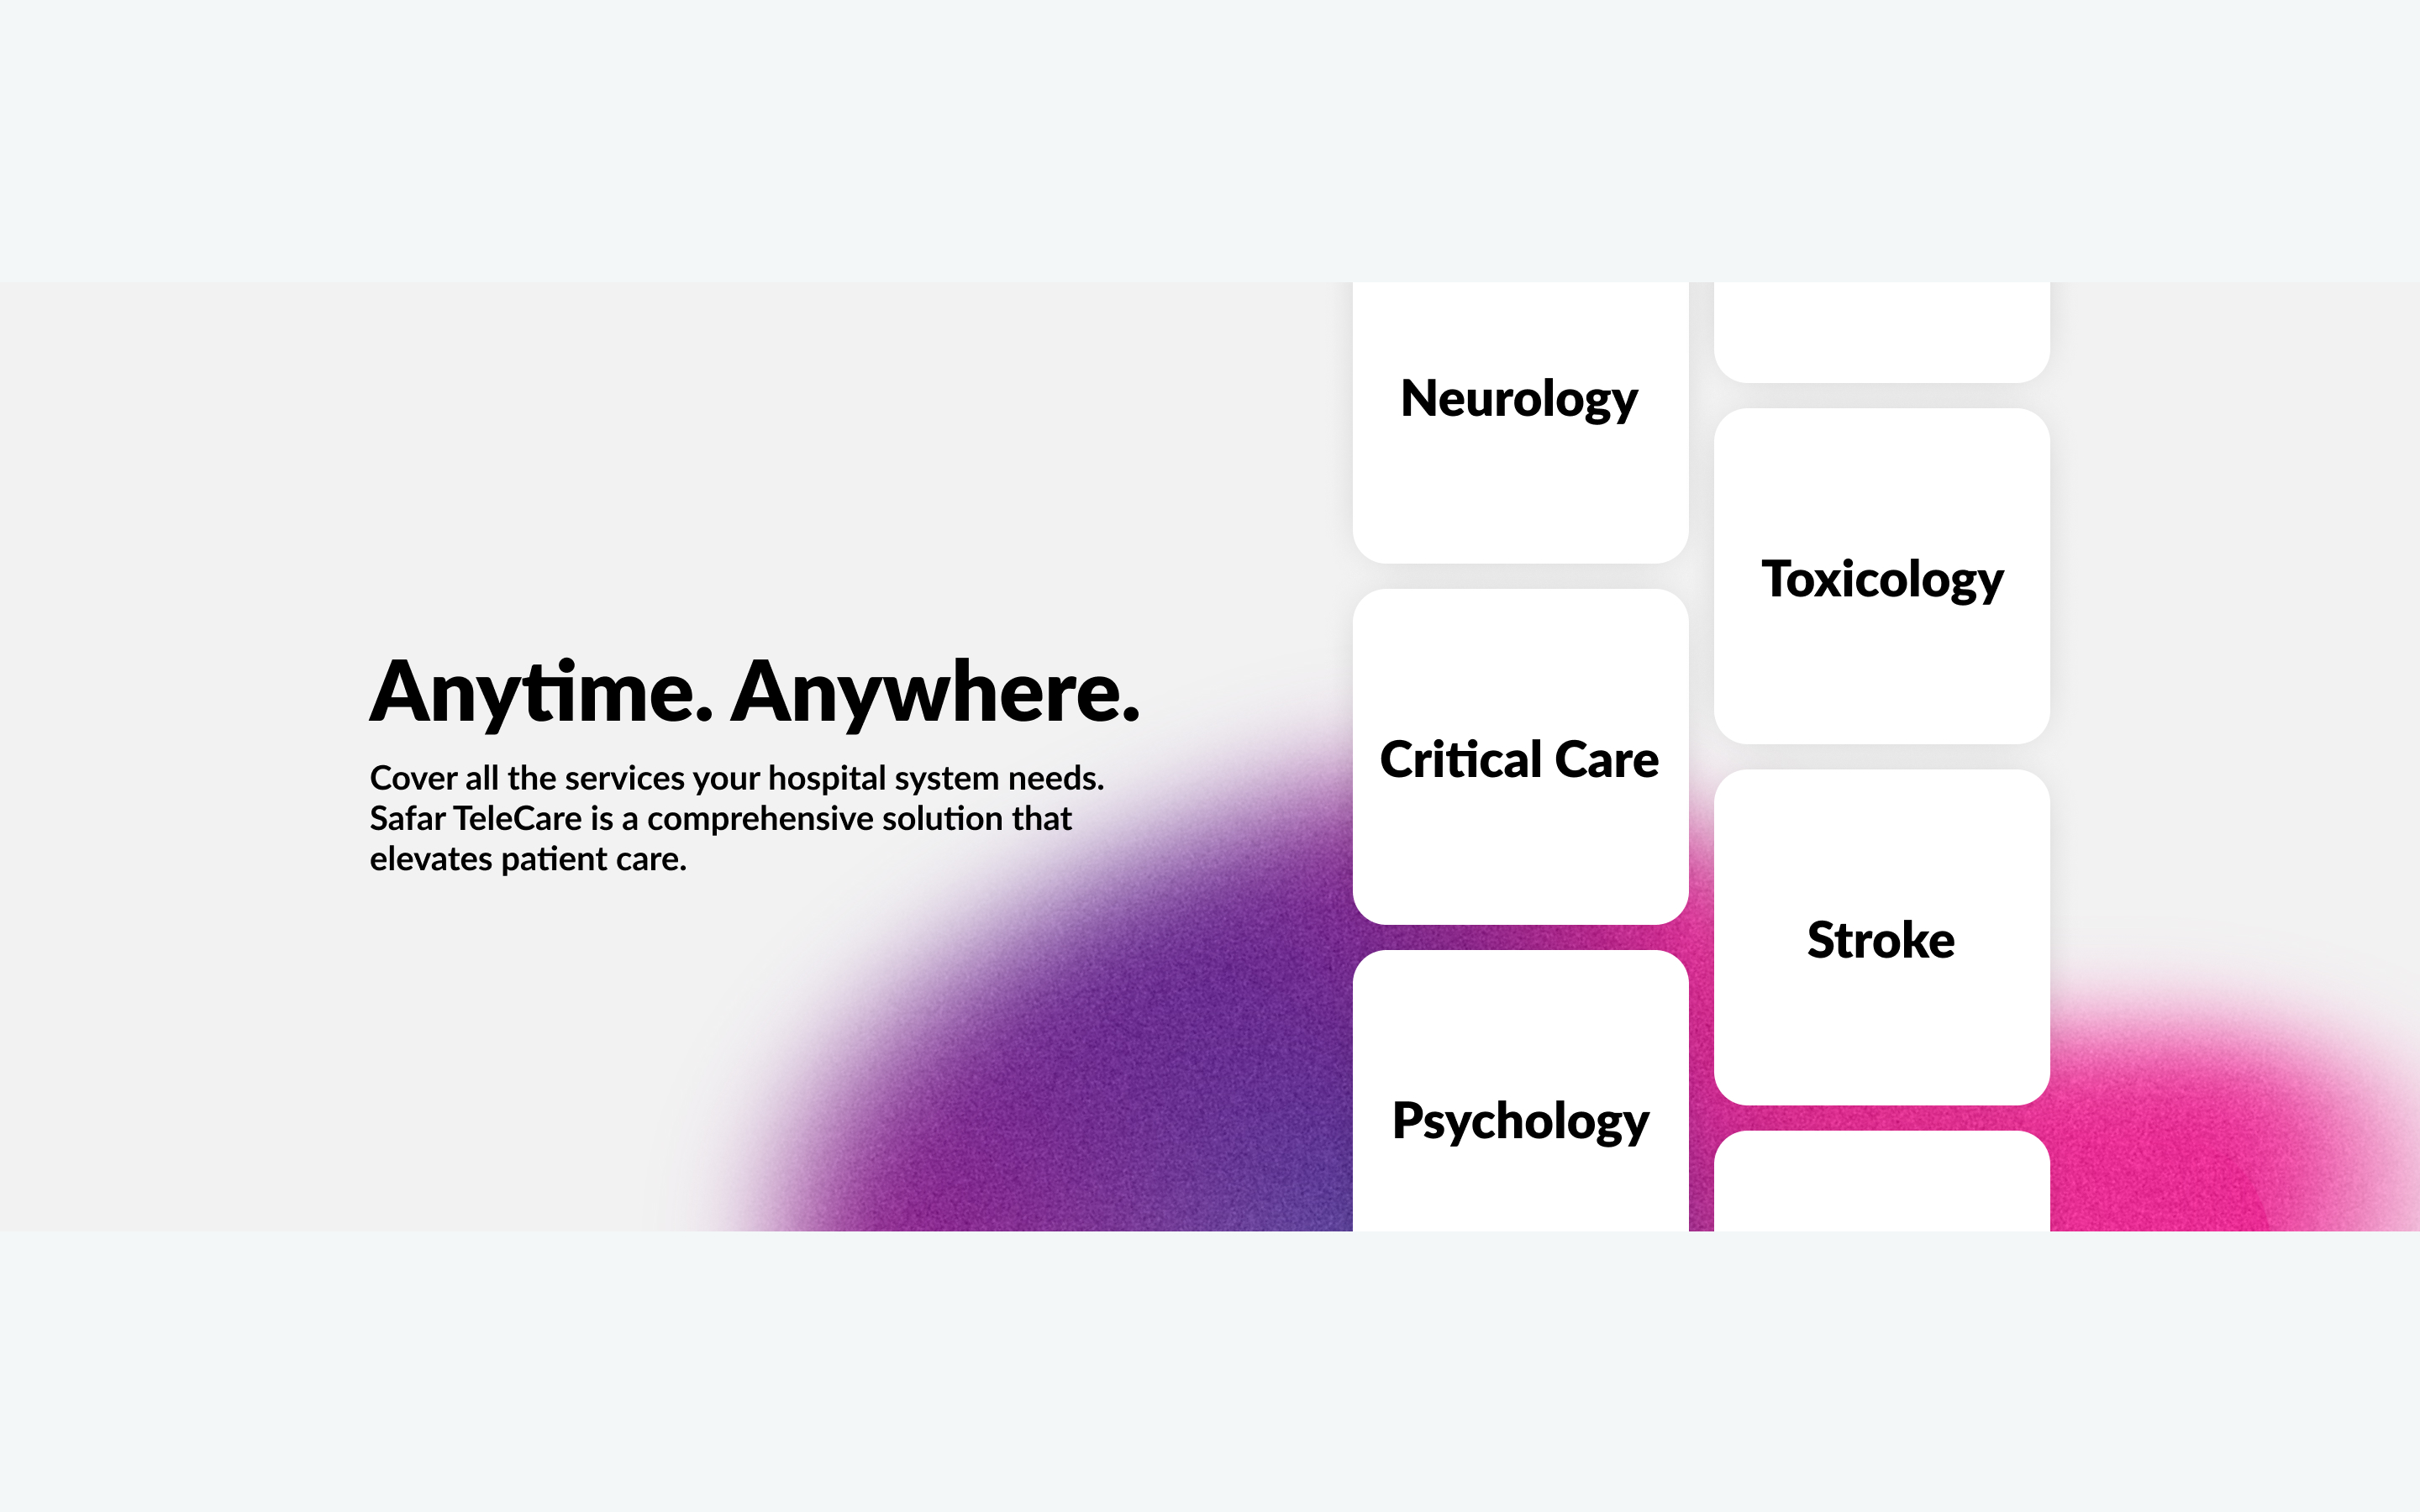 Anytime. Anywhere.
Cover all the services your hospital system needs.
Safar TeleCare is a comprehensive solution that
elevates patient care.
Neurology
Critical Care
Psychology
Toxicology
Stroke